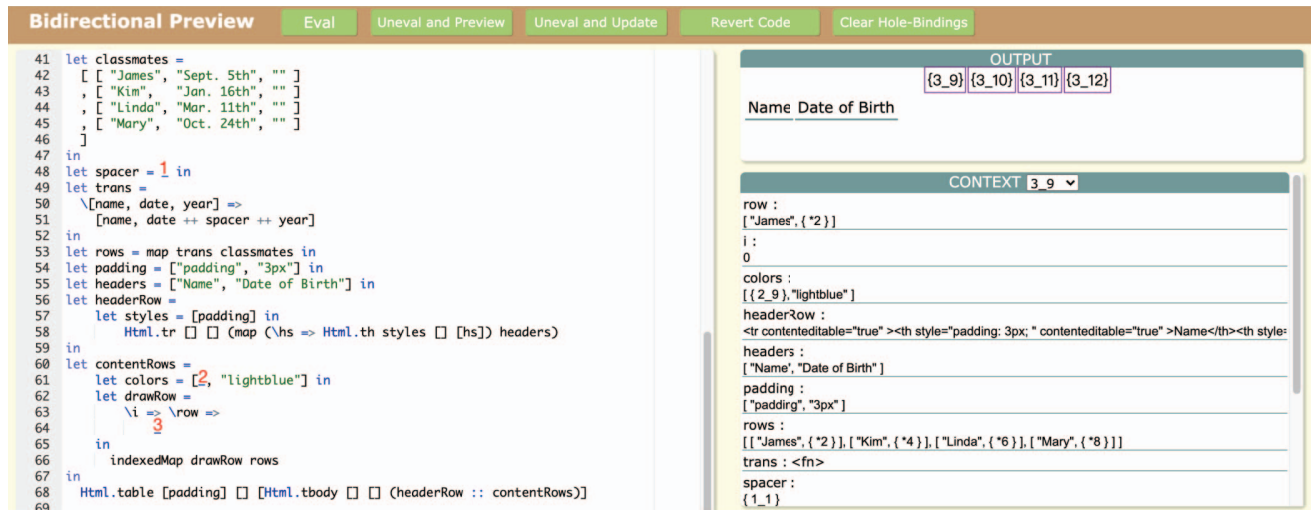 Bidirectional Preview Eval Uneval and Preview Uneval and Update Revert Code Clear Hole-Bindings
41 let classmates =
42 [ [ "James", "Sept. 5th", "" ]
43 , [ "Kim", "Jan. 16th", "" ]
44 , [ "Linda", "Mar. 11th", "" ]
45 , [ "Mary", "Oct. 24th", "" ]
46 ]
47 in
48 let spacer = 1 in
49 let trans =
50 \[name, date, year] =>
51 [name, date ++ spacer ++ year]
52 in
53 let rows = map trans classmates in
54 let padding = ["padding", "3px"] in
55 let headers = ["Name", "Date of Birth"] in
56 let headerRow =
57 let styles = [padding] in
58 Html.tr [] [] (map (\hs => Html.th styles [] [hs]) headers)
59 in
60 let contentRows =
61 let colors = [2, "lightblue"] in
62 let drawRow =
63 \i => \row =>
64 3
65 in
66 indexedMap drawRow rows
67 in
68 Html.table [padding] [] [Html.tbody [] [] (headerRow :: contentRows)]
69
OUTPUT
{3_9} {3_10} {3_11} {3_12}
Name Date of Birth
CONTEXT 3_9
row :
[ "James", { *2 } ]
i :
0
colors :
[ { 2_9 },"lightblue" ]
headerRow :
<tr contenteditable="true" ><th style="padding: 3px; " contenteditable="true" >Name</th><th style=
headers :
[ "Name", "Date of Birth" ]
padding :
[ "padding", "3px" ]
rows :
[ [ "James", { *2 } ], [ "Kim", { *4 } ], [ "Linda", { *6 } ], [ "Mary", { *8 } ] ]
trans : <fn>
spacer :
{ 1_1 }